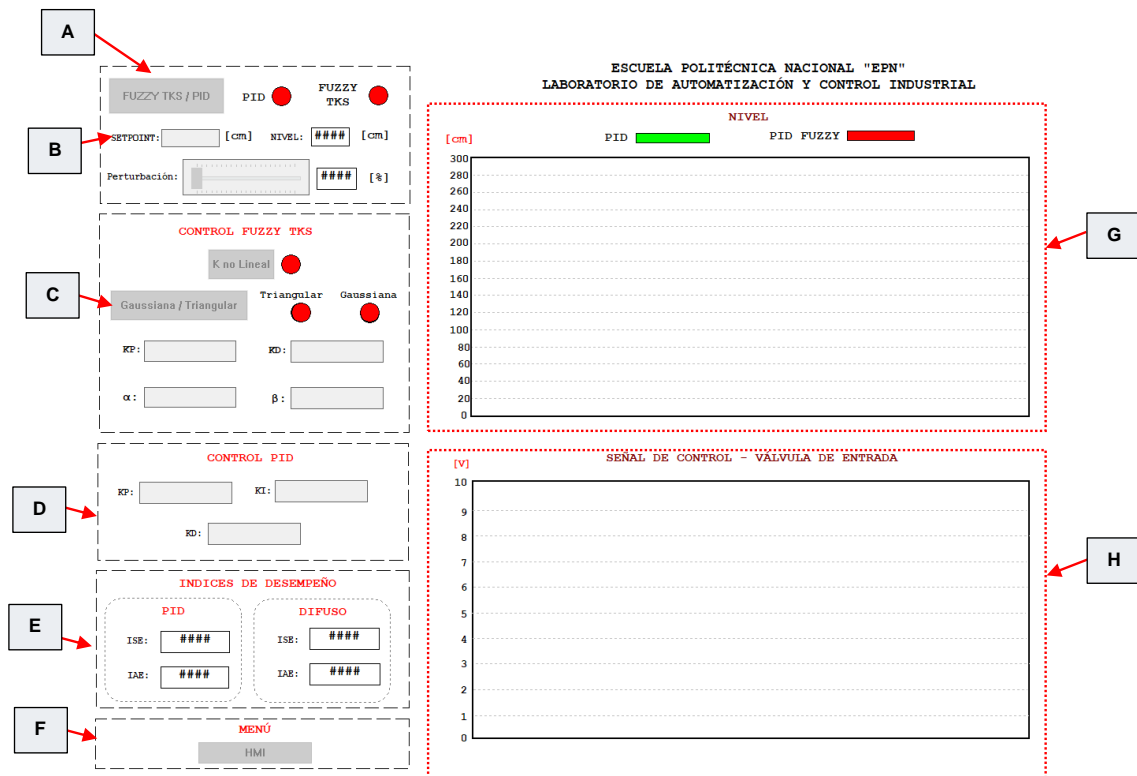 A
B
C
D
E
F
G
H
FUZZY TKS / PID
PID
FUZZY
TKS
SETPOINT:
[cm]
NIVEL:
####
[cm]
Perturbación:
####
[%]
CONTROL FUZZY TKS
K no Lineal
Gaussiana / Triangular
Triangular
Gaussiana
KP:
KD:
α:
β:
CONTROL PID
KP:
KI:
KD:
INDICES DE DESEMPEÑO
PID
ISE:
####
IAE:
####
DIFUSO
ISE:
####
IAE:
####
MENÚ
HMI
ESCUELA POLITÉCNICA NACIONAL "EPN"
LABORATORIO DE AUTOMATIZACIÓN Y CONTROL INDUSTRIAL
NIVEL
[cm]
PID
PID FUZZY
300
280
260
240
220
200
180
160
140
120
100
80
60
40
20
0
SEÑAL DE CONTROL - VÁLVULA DE ENTRADA
[V]
10
9
8
7
6
5
4
3
2
1
0